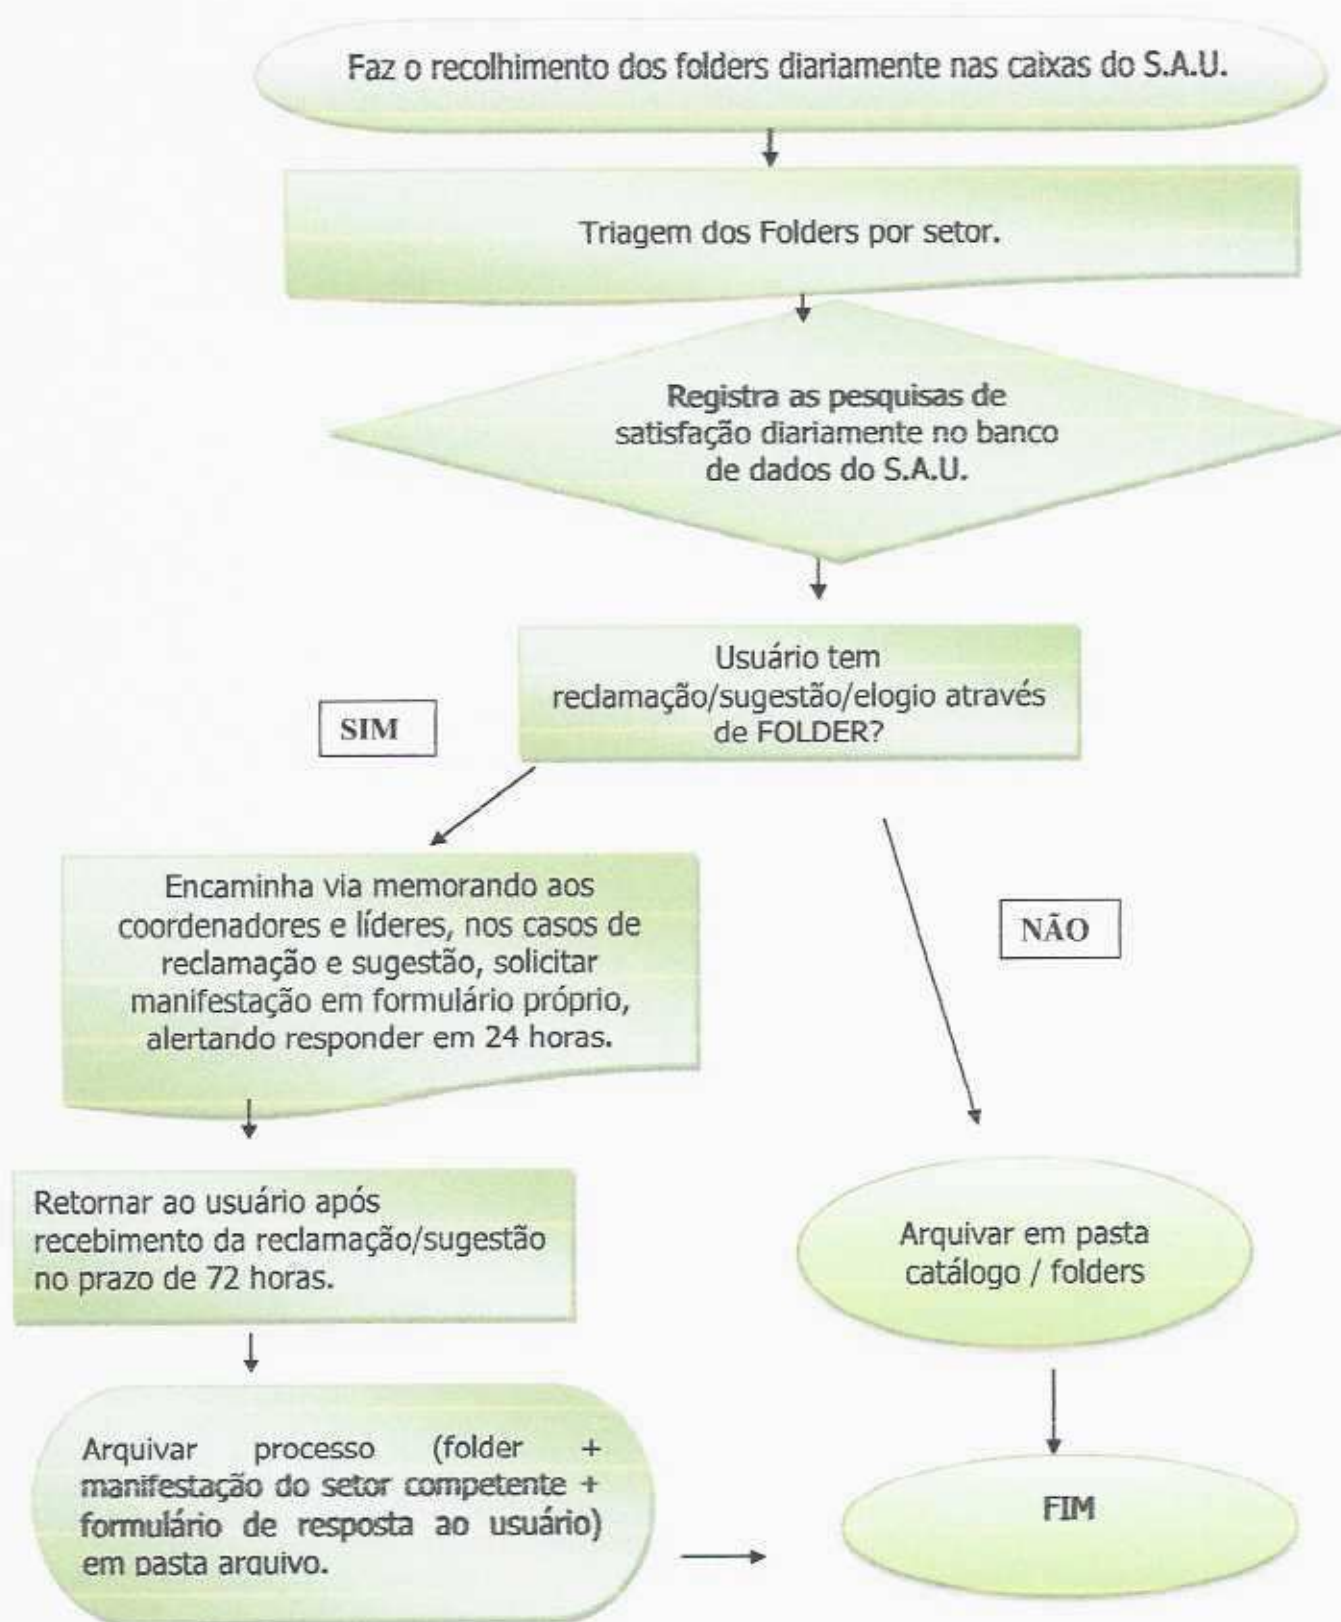 Faz o recolhimento dos folders diariamente nas caixas do S.A.U.
Triagem dos Folders por setor.
Registra as pesquisas de
satisfação diariamente no banco
de dados do S.A.U.
Usuário tem
reclamação/sugestão/elogio através
de FOLDER?
SIM
Encaminha via memorando aos
coordenadores e líderes, nos casos de
reclamação e sugestão, solicitar
manifestação em formulário próprio,
alertando responder em 24 horas.
NÃO
Retornar ao usuário após
recebimento da reclamação/sugestão
no prazo de 72 horas.
Arquivar em pasta
catálogo / folders
Arquivar processo (folder +
manifestação do setor competente +
formulário de resposta ao usuário)
em pasta arquivo.
FIM